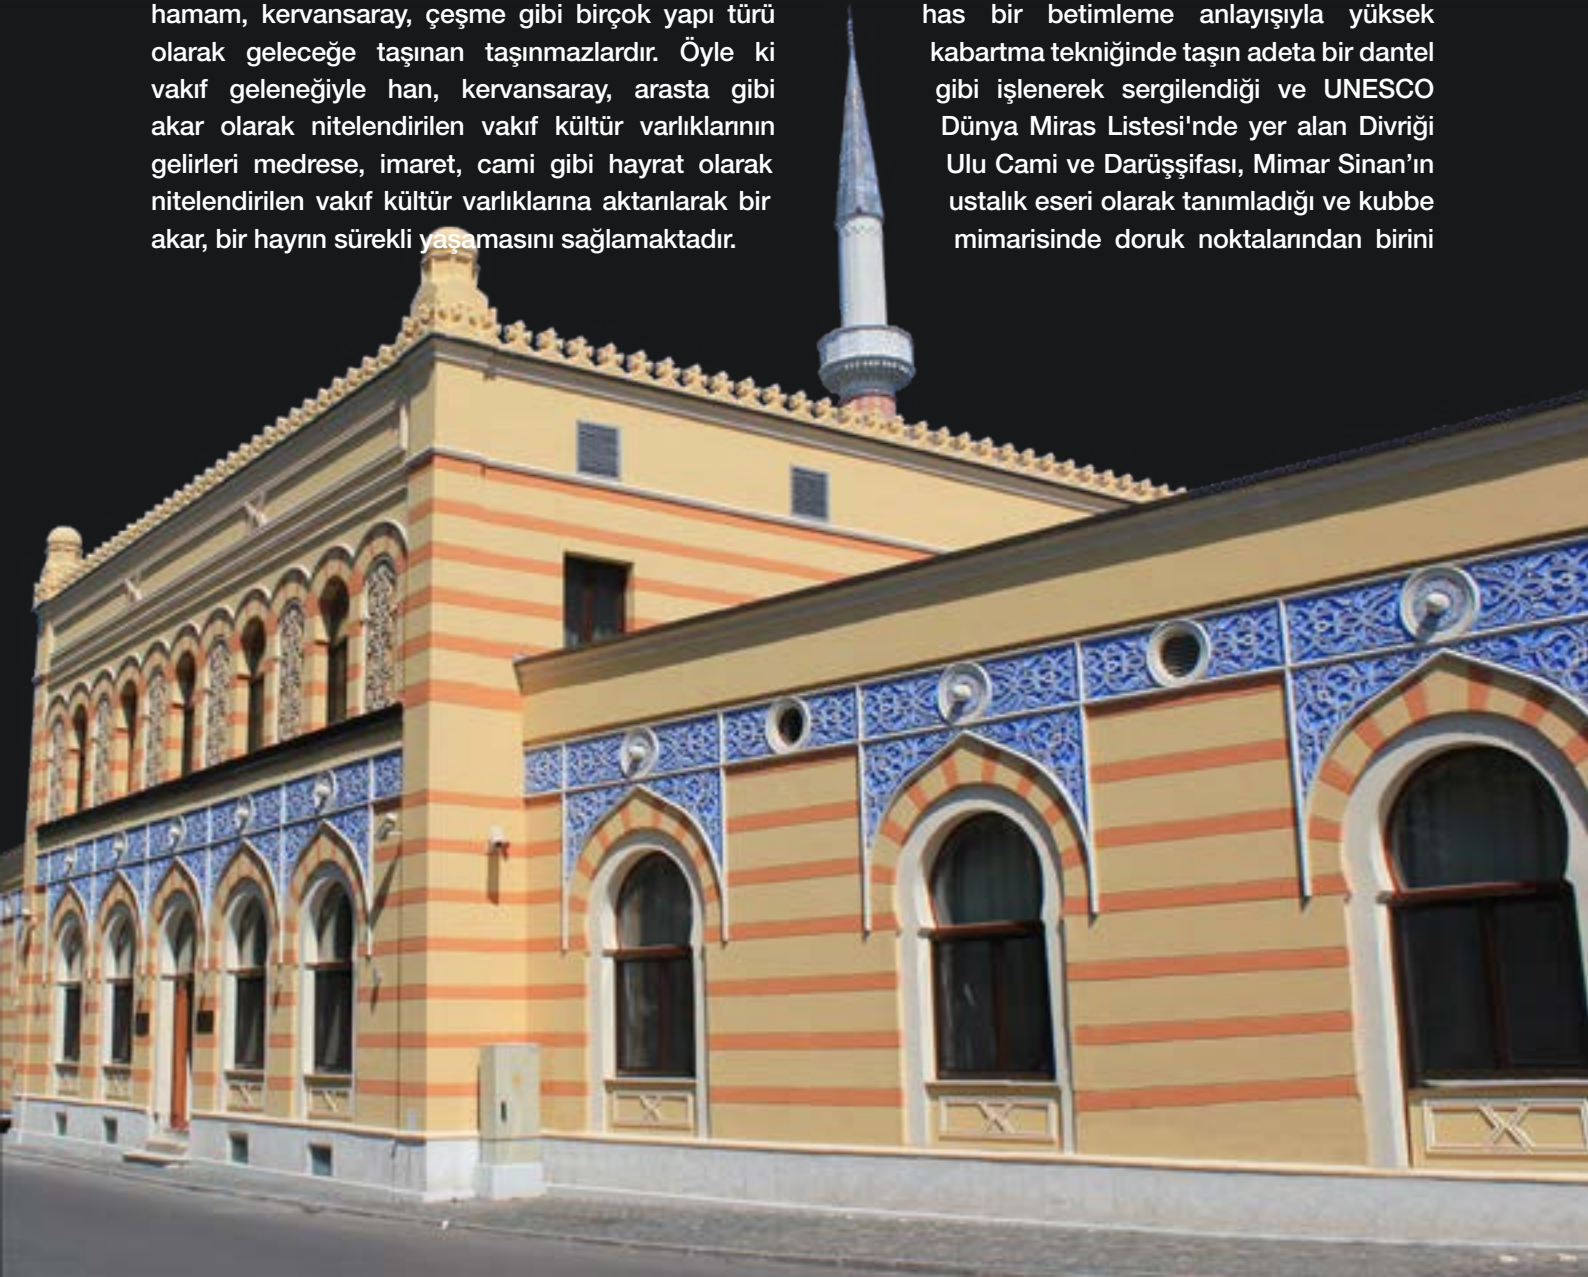 hamam, kervansaray, çeşme gibi birçok yapı türü
olarak geleceğe taşınan taşınmazlardır. Öyle ki
vakıf geleneğiyle han, kervansaray, arasta gibi
akar olarak nitelendirilen vakıf kültür varlıklarının
gelirleri medrese, imaret, cami gibi hayrat olarak
nitelendirilen vakıf kültür varlıklarına aktarılarak bir
akar, bir hayrın sürekli yaşamasını sağlamaktadır.
has bir betimleme anlayışıyla yüksek
kabartma tekniğinde taşın adeta bir dantel
gibi işlenerek sergilendiği ve UNESCO
Dünya Miras Listesi'nde yer alan Divriği
Ulu Cami ve Darüşşifası, Mimar Sinan’ın
ustalık eseri olarak tanımladığı ve kubbe
mimarisinde doruk noktalarından birini